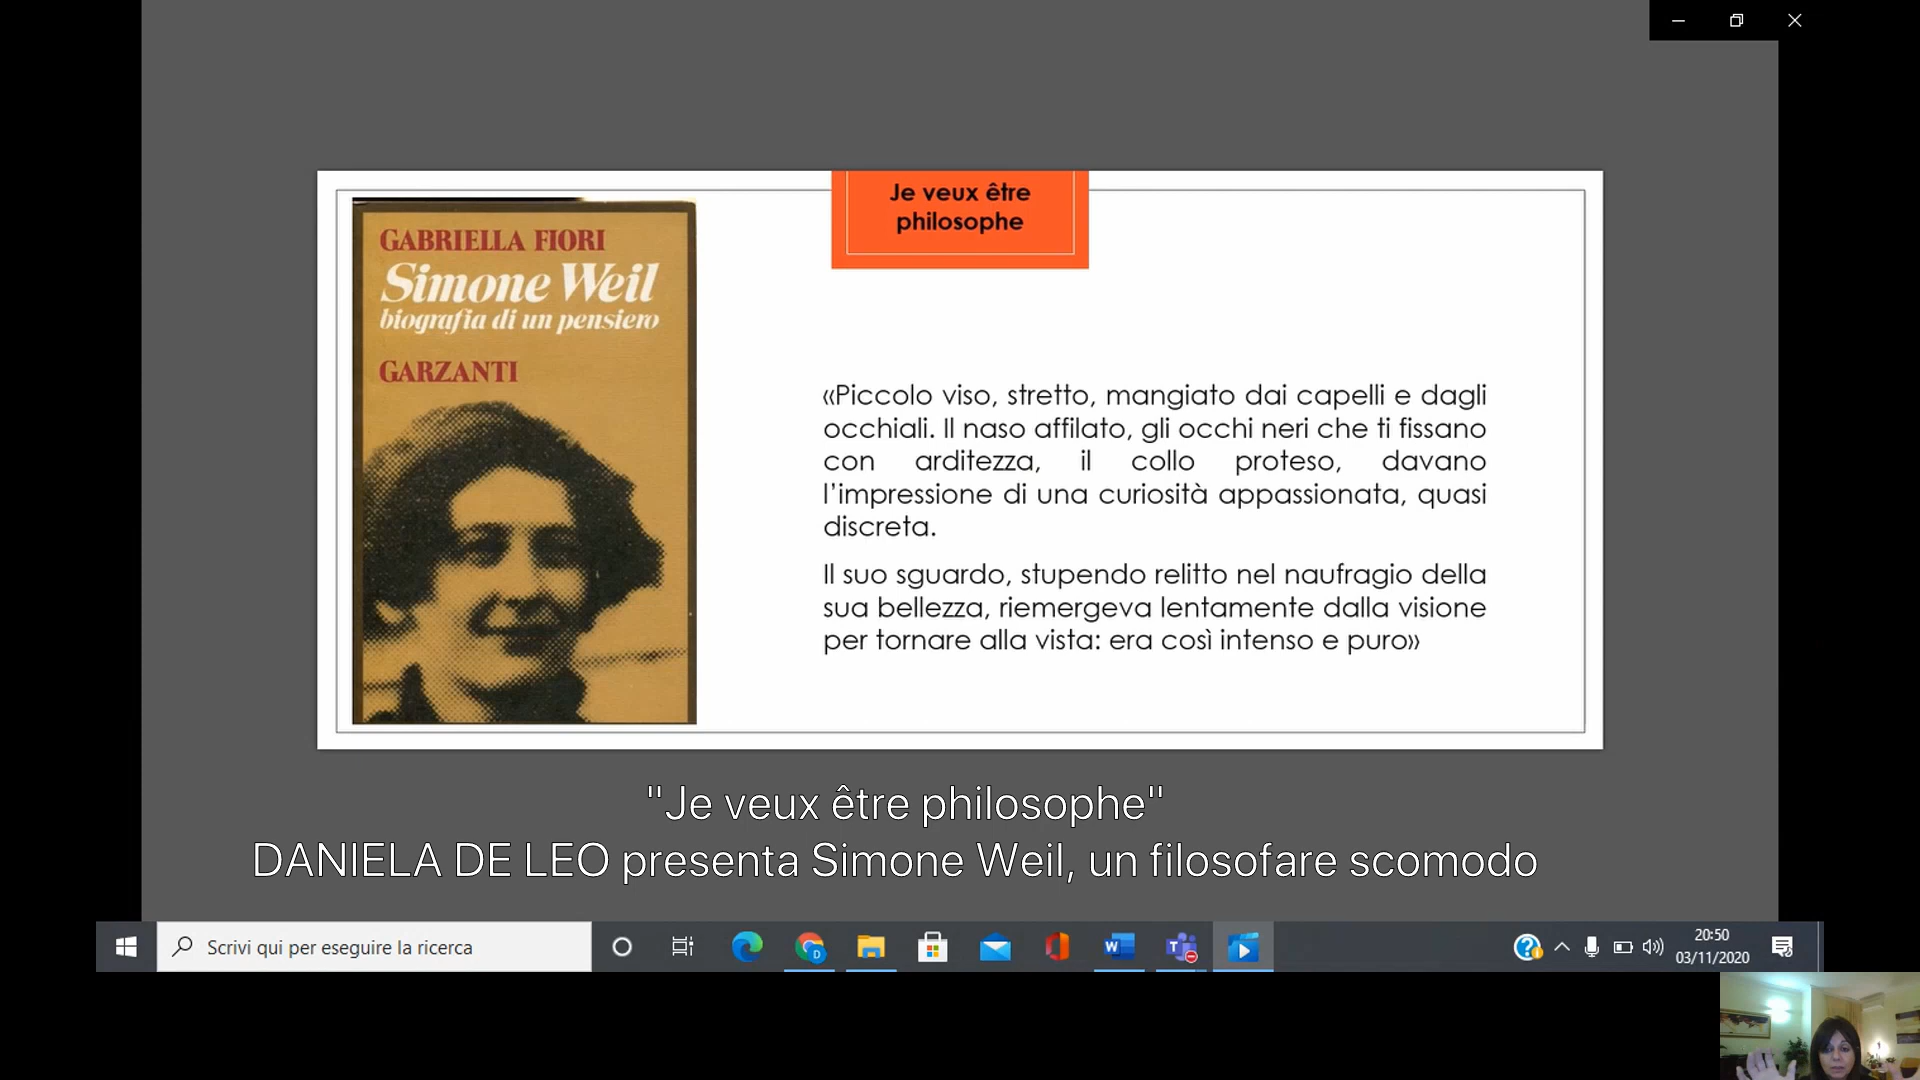 Je veux être
philosophe
GABRIELLA FIORI
Simone Weil
biografia di un pensiero
GARZANTI
«Piccolo viso, stretto, mangiato dai capelli e dagli
occhiali. Il naso affilato, gli occhi neri che ti fissano
con arditezza, il collo proteso, davano
l’impressione di una curiosità appassionata, quasi
discreta.
Il suo sguardo, stupendo relitto nel naufragio della
sua bellezza, riemergeva lentamente dalla visione
per tornare alla vista: era così intenso e puro»
"Je veux être philosophe"
DANIELA DE LEO presenta Simone Weil, un filosofare scomodo
Scrivi qui per eseguire la ricerca
20:50
03/11/2020